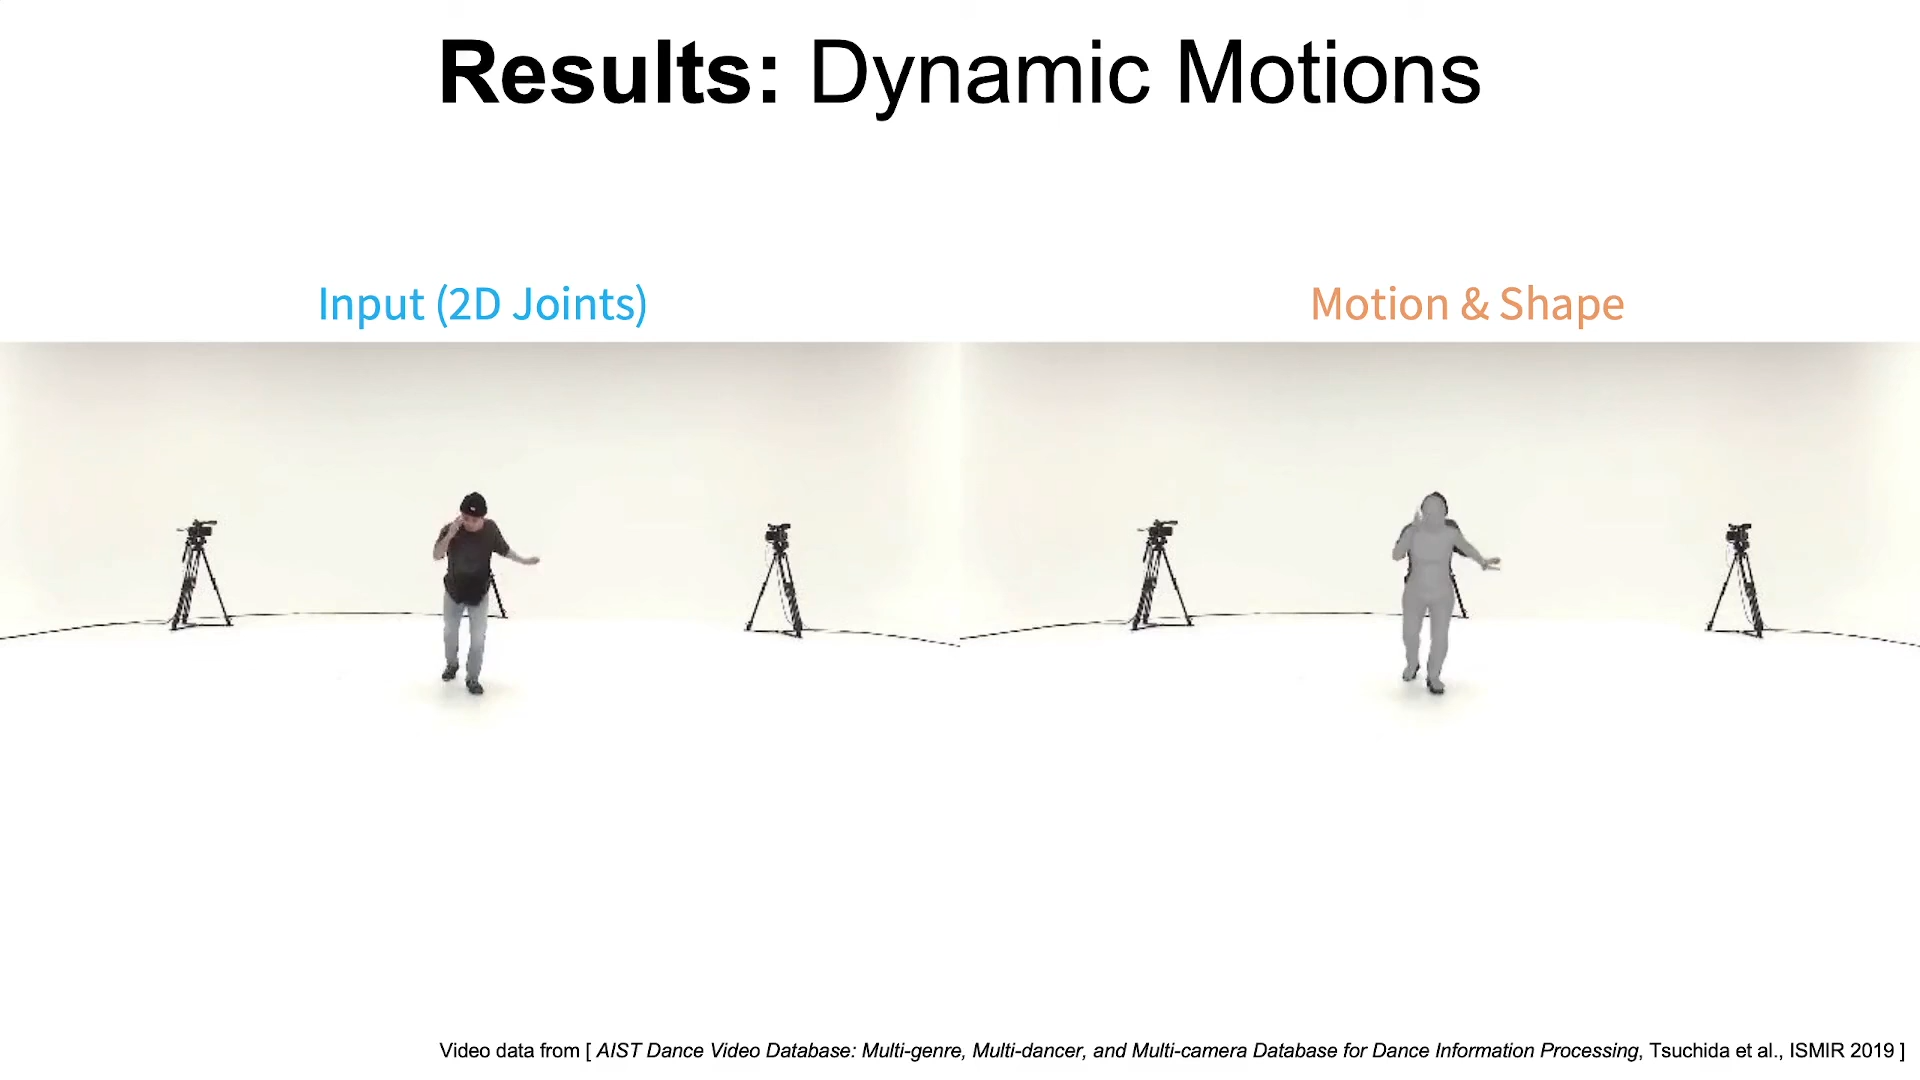 Results: Dynamic Motions
Input (2D Joints)
Motion & Shape
Video data from [ AIST Dance Video Database: Multi-genre, Multi-dancer, and Multi-camera Database for Dance Information Processing, Tsuchida et al., ISMIR 2019 ]